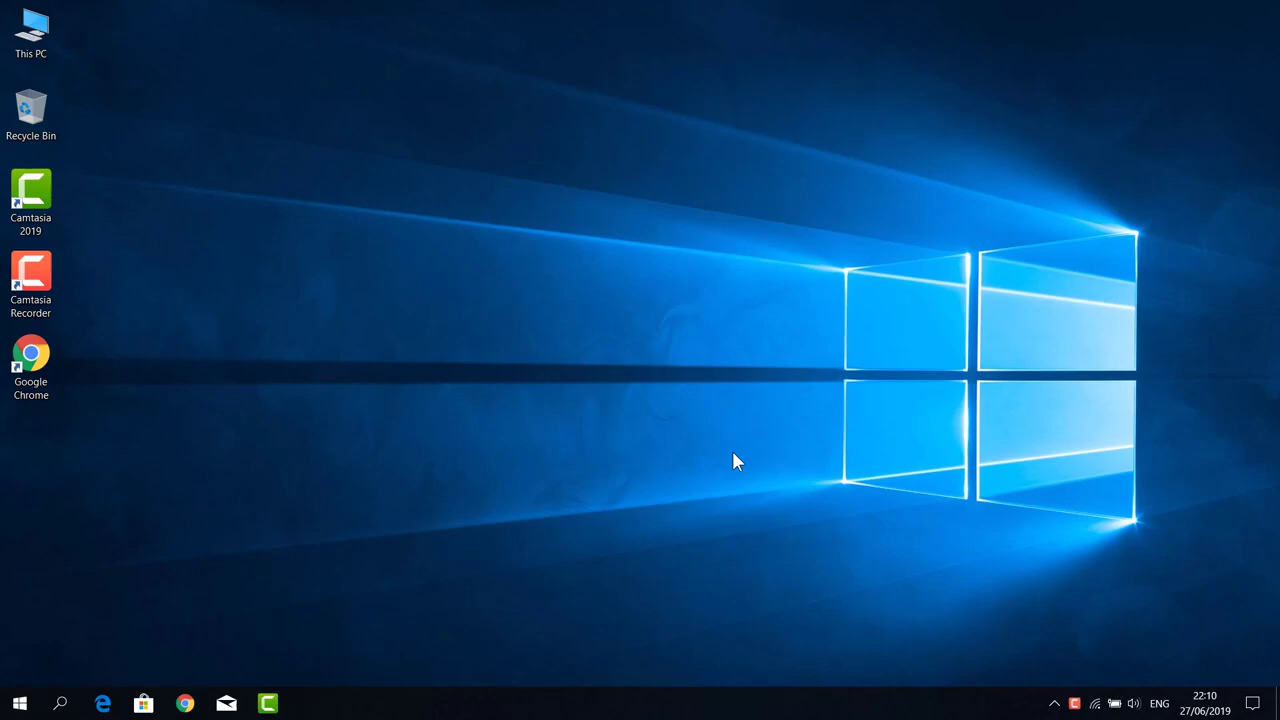 This PC
Recycle Bin
Camtasia
2019
Camtasia
Recorder
Google
Chrome
ENG
22:10
27/06/2019